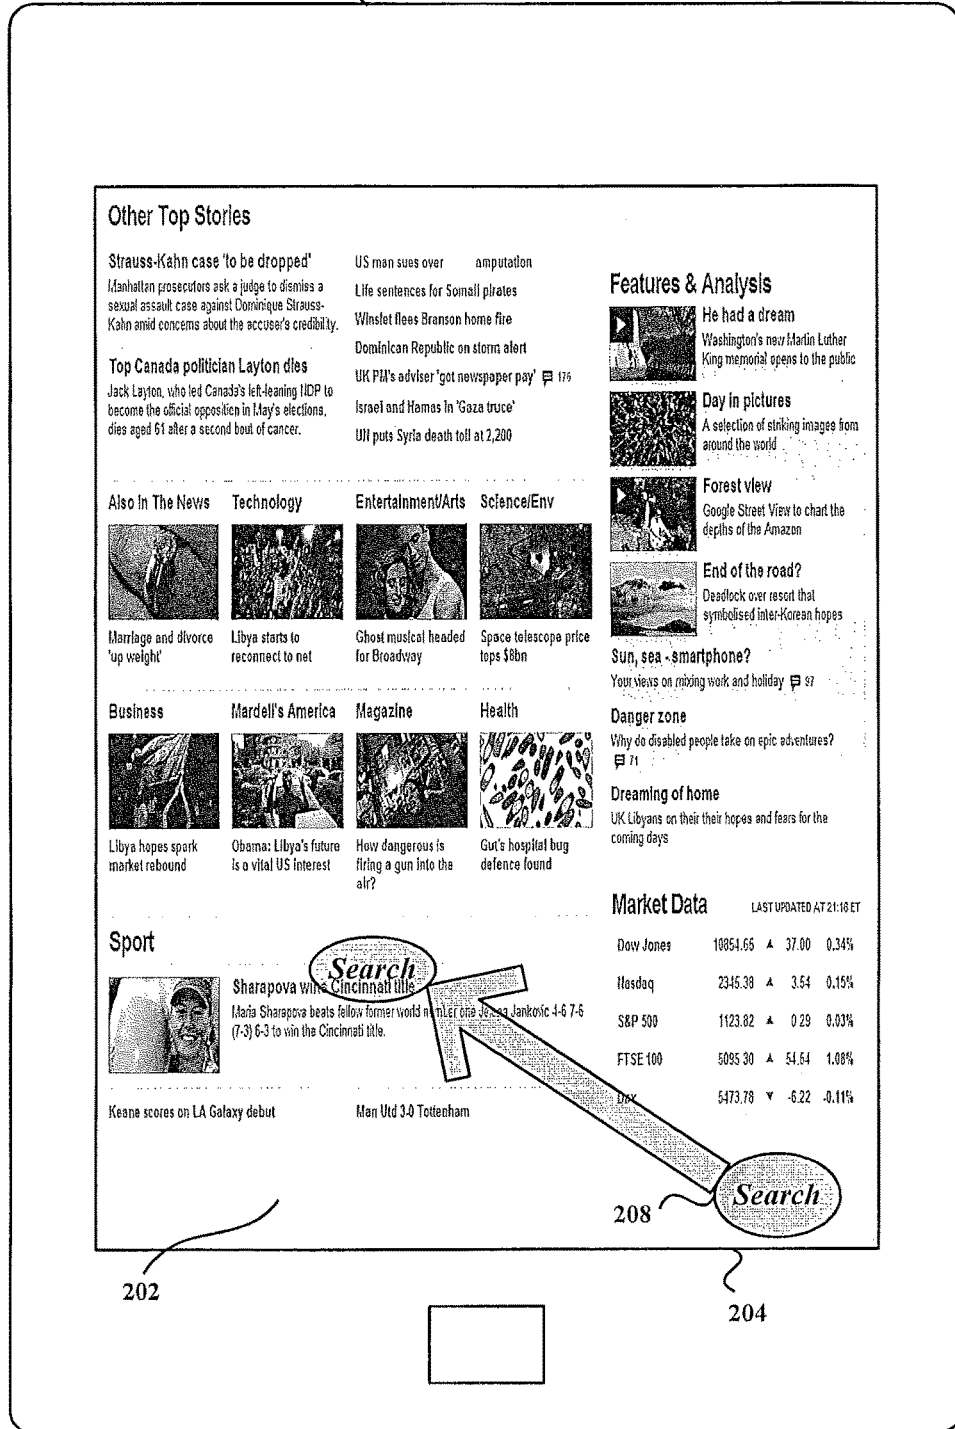 Other Top Stories
Strauss-Kahn case 'to be dropped'
Manhattan prosecutors ask a judge to dismiss a
sexual assault case against Dominique Strauss-
Kahn amid concerns about the accuser's credibility.
Top Canada politician Layton dies
Jack Layton, who led Canada's left-leaning NDP to
become the official opposition in May's elections,
dies aged 61 after a second bout of cancer.
US man sues over amputation
Life sentences for Somali pirates
Winslet flees Branson home fire
Dominican Republic on storm alert
UK PM's adviser 'got newspaper pay' 176
Israel and Hamas in 'Gaza truce'
UN puts Syria death toll at 2,200
Features & Analysis
He had a dream
Washington's new Martin Luther
King memorial opens to the public
Day in pictures
A selection of striking images from
around the world
Forest view
Google Street View to chart the
depths of the Amazon
End of the road?
Deadlock over resort that
symbolised inter-Korean hopes
Sun, sea - smartphone?
Your views on mixing work and holiday 97
Danger zone
Why do disabled people take on epic adventures?
71
Dreaming of home
UK Libyans on their their hopes and fears for the
coming days
Also in The News
Technology
Entertainment/Arts
Science/Env
Marriage and divorce
'up weight'
Libya starts to
reconnect to net
Ghost musical headed
for Broadway
Space telescope price
tops $8bn
Business
Mardell's America
Magazine
Health
Libya hopes spark
market rebound
Obama: Libya's future
is a vital US interest
How dangerous is
firing a gun into the
air?
Gut's hospital bug
defence found
Market Data LAST UPDATED AT 21:16 ET
Dow Jones 10854.65 ▲ 37.00 0.34%
Nasdaq 2345.38 ▲ 3.54 0.15%
S&P 500 1123.82 ▲ 0.29 0.03%
FTSE 100 5095.30 ▲ 54.64 1.08%
Dax 5473.78 ▼ -6.22 -0.11%
Sport
Search
Sharapova wins Cincinnati title
Maria Sharapova beats fellow former world number one Jelena Jankovic 4-6 7-6
(7-3) 6-3 to win the Cincinnati title.
Keane scores on LA Galaxy debut
Man Utd 3-0 Tottenham
Search
208
202
204